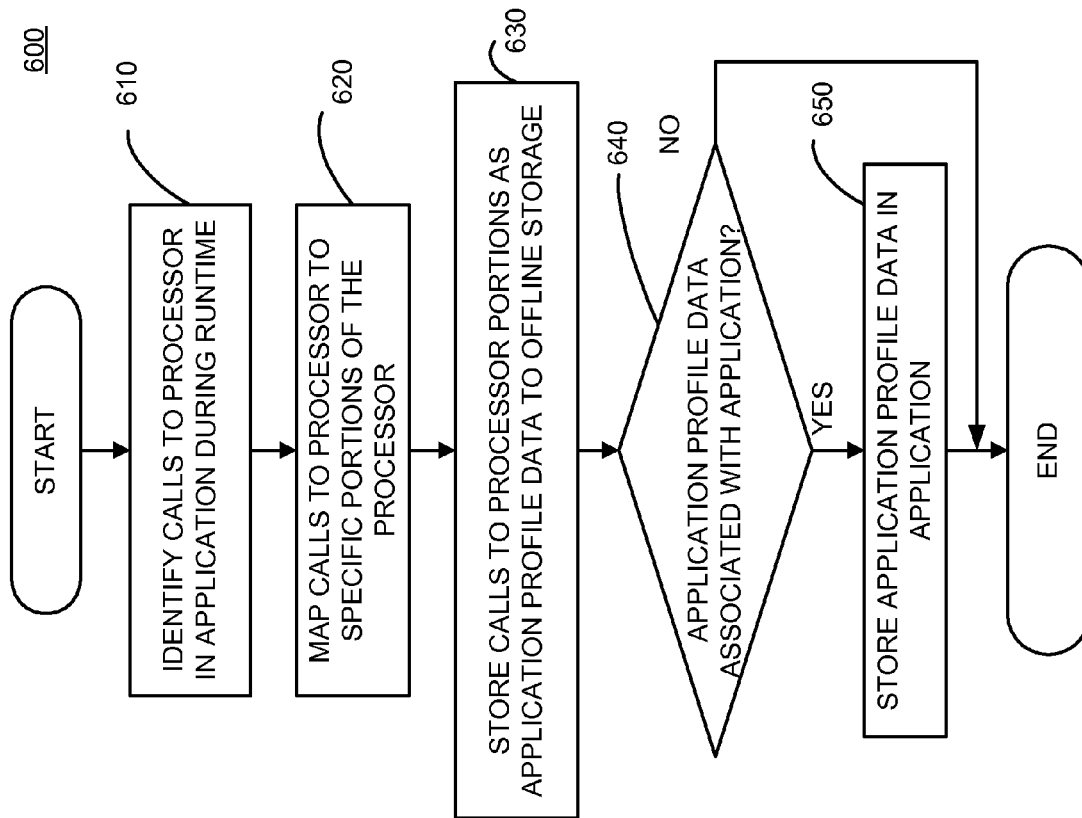 600
START
610
IDENTIFY CALLS TO PROCESSOR
IN APPLICATION DURING RUNTIME
620
MAP CALLS TO PROCESSOR TO
SPECIFIC PORTIONS OF THE
PROCESSOR
630
STORE CALLS TO PROCESSOR PORTIONS AS
APPLICATION PROFILE DATA TO OFFLINE STORAGE
640
NO
APPLICATION PROFILE DATA
ASSOCIATED WITH APPLICATION?
YES
650
STORE APPLICATION PROFILE DATA IN
APPLICATION
END